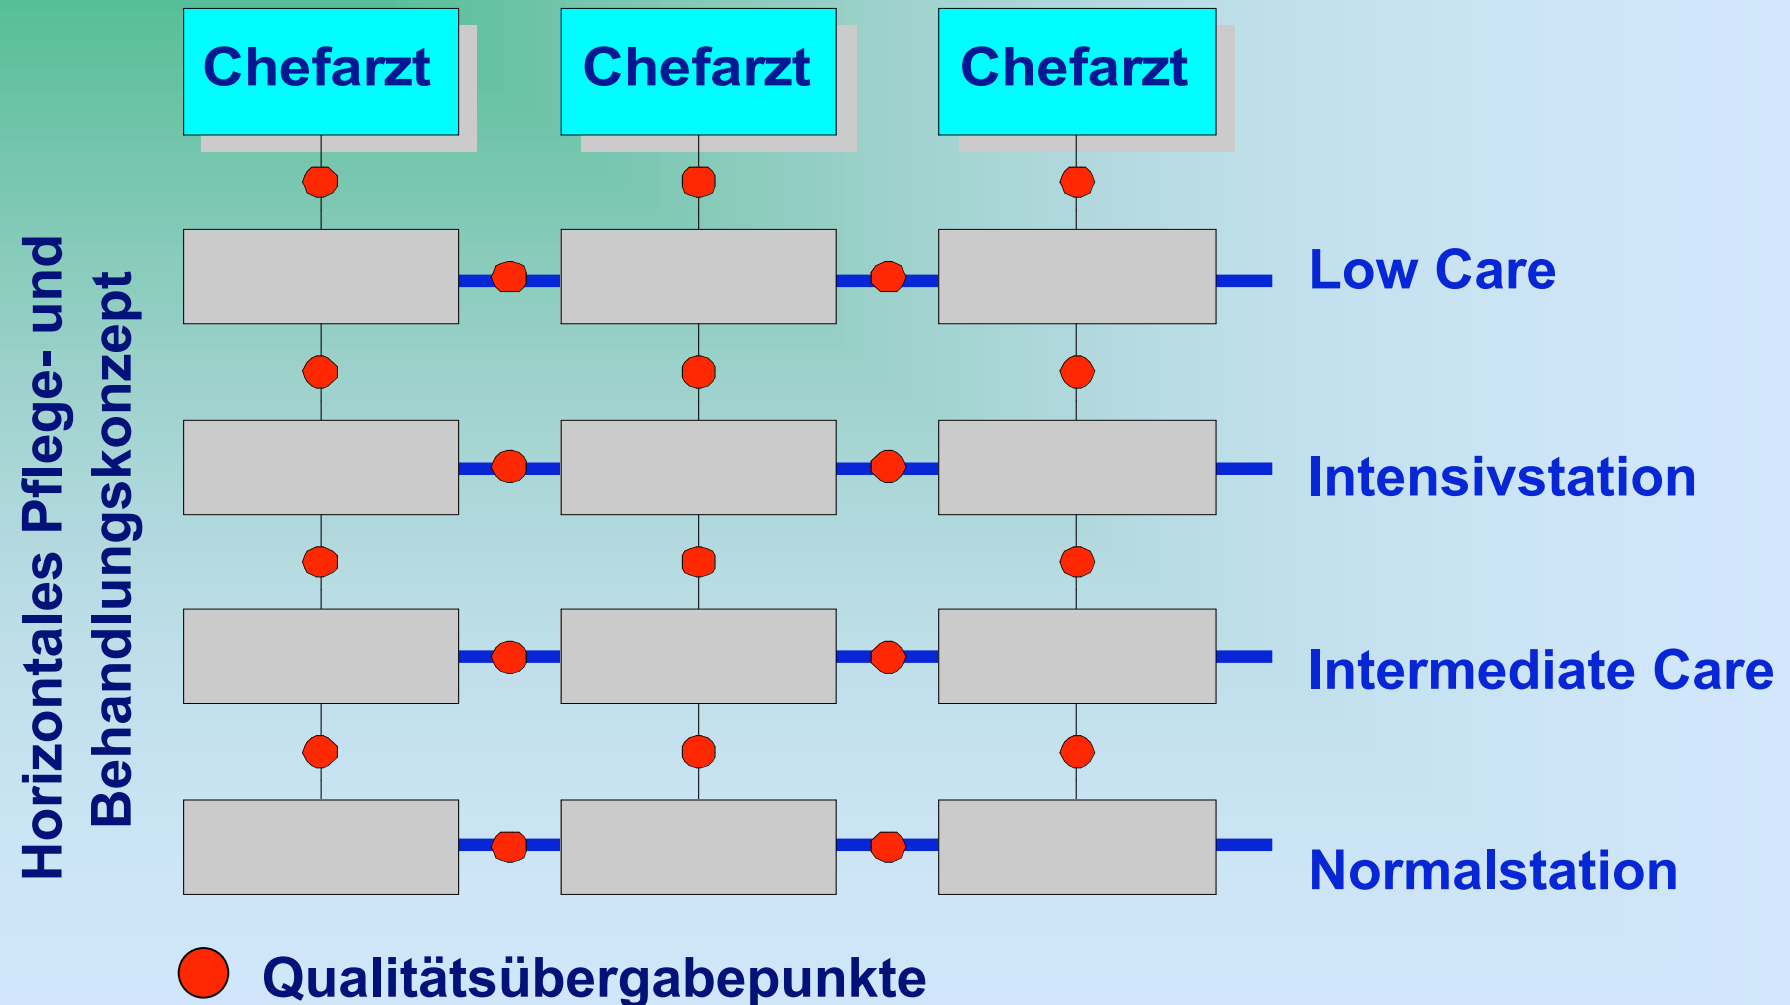 Chefarzt Chefarzt Chefarzt
Horizontales Pflege- und
Behandlungskonzept
Low Care
Intensivstation
Intermediate Care
Normalstation
Qualitätsübergabepunkte